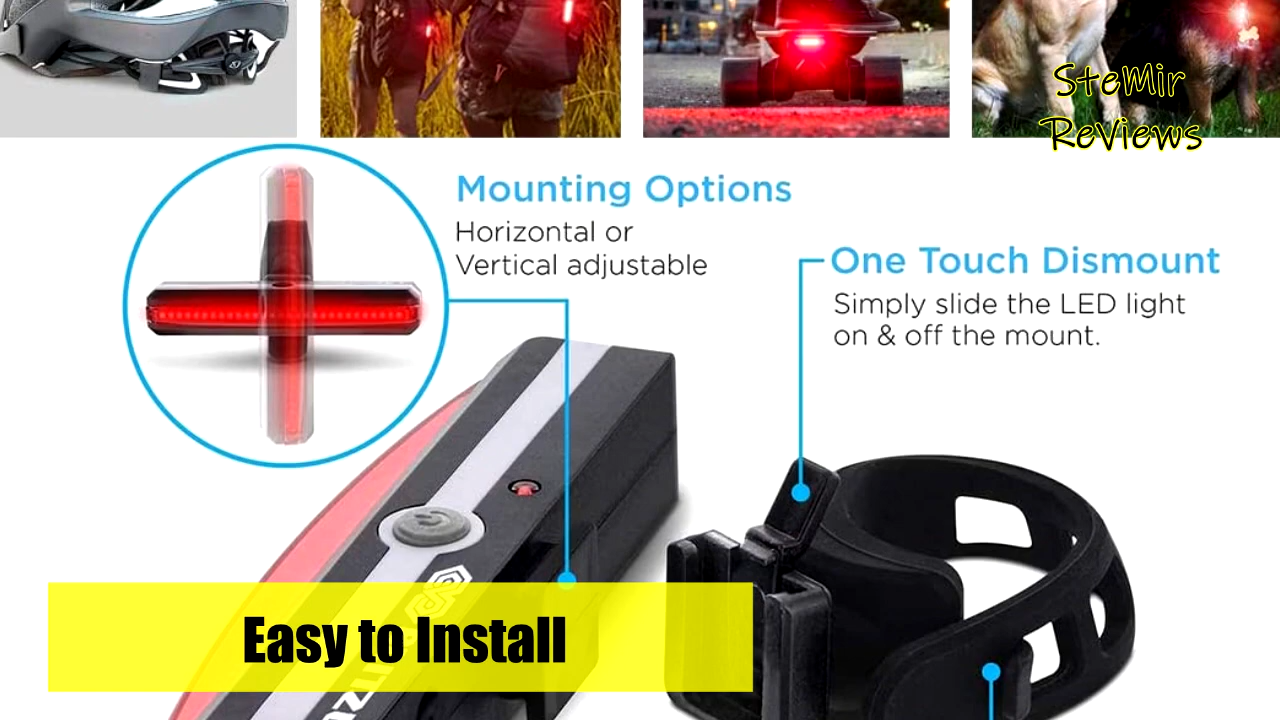 SteMir
Reviews
Mounting Options
Horizontal or
Vertical adjustable
One Touch Dismount
Simply slide the LED light
on & off the mount.
Easy to Install